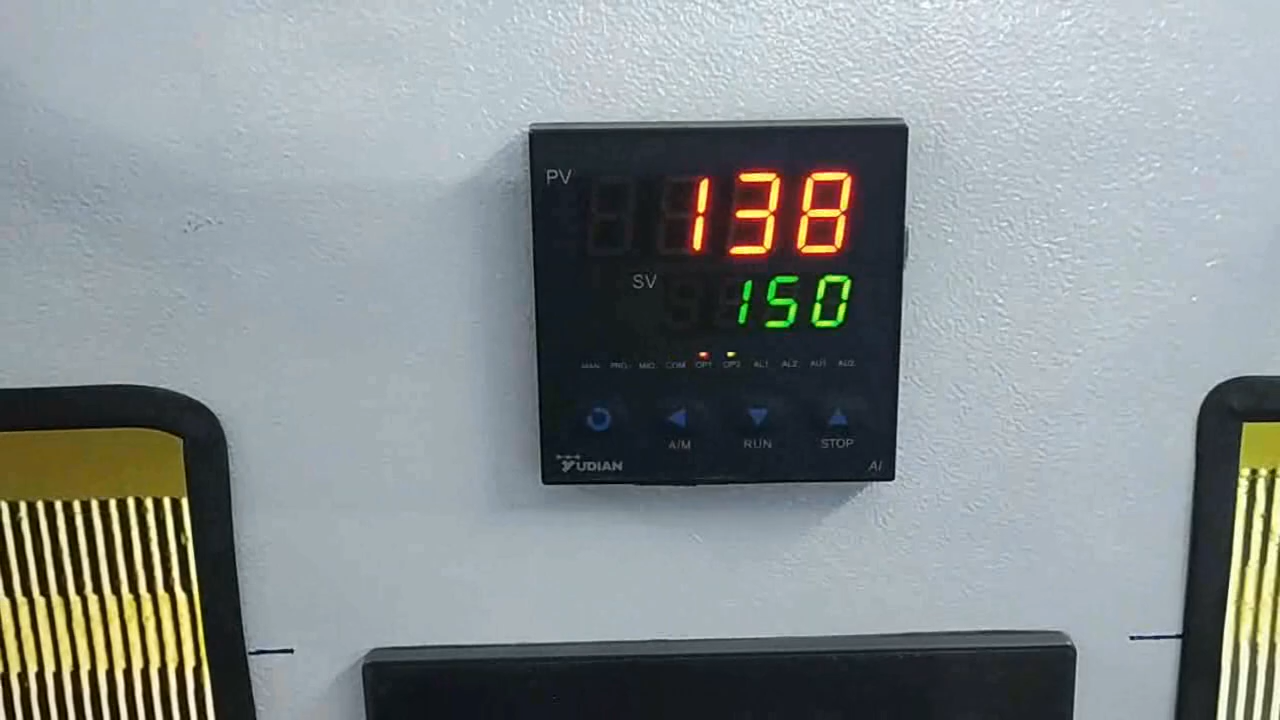 PV 138
SV 150
MAN PRG MIO COM OP1 OP2 AL1 AL2 AU1 AU2
A/M RUN STOP
YUDIAN AI